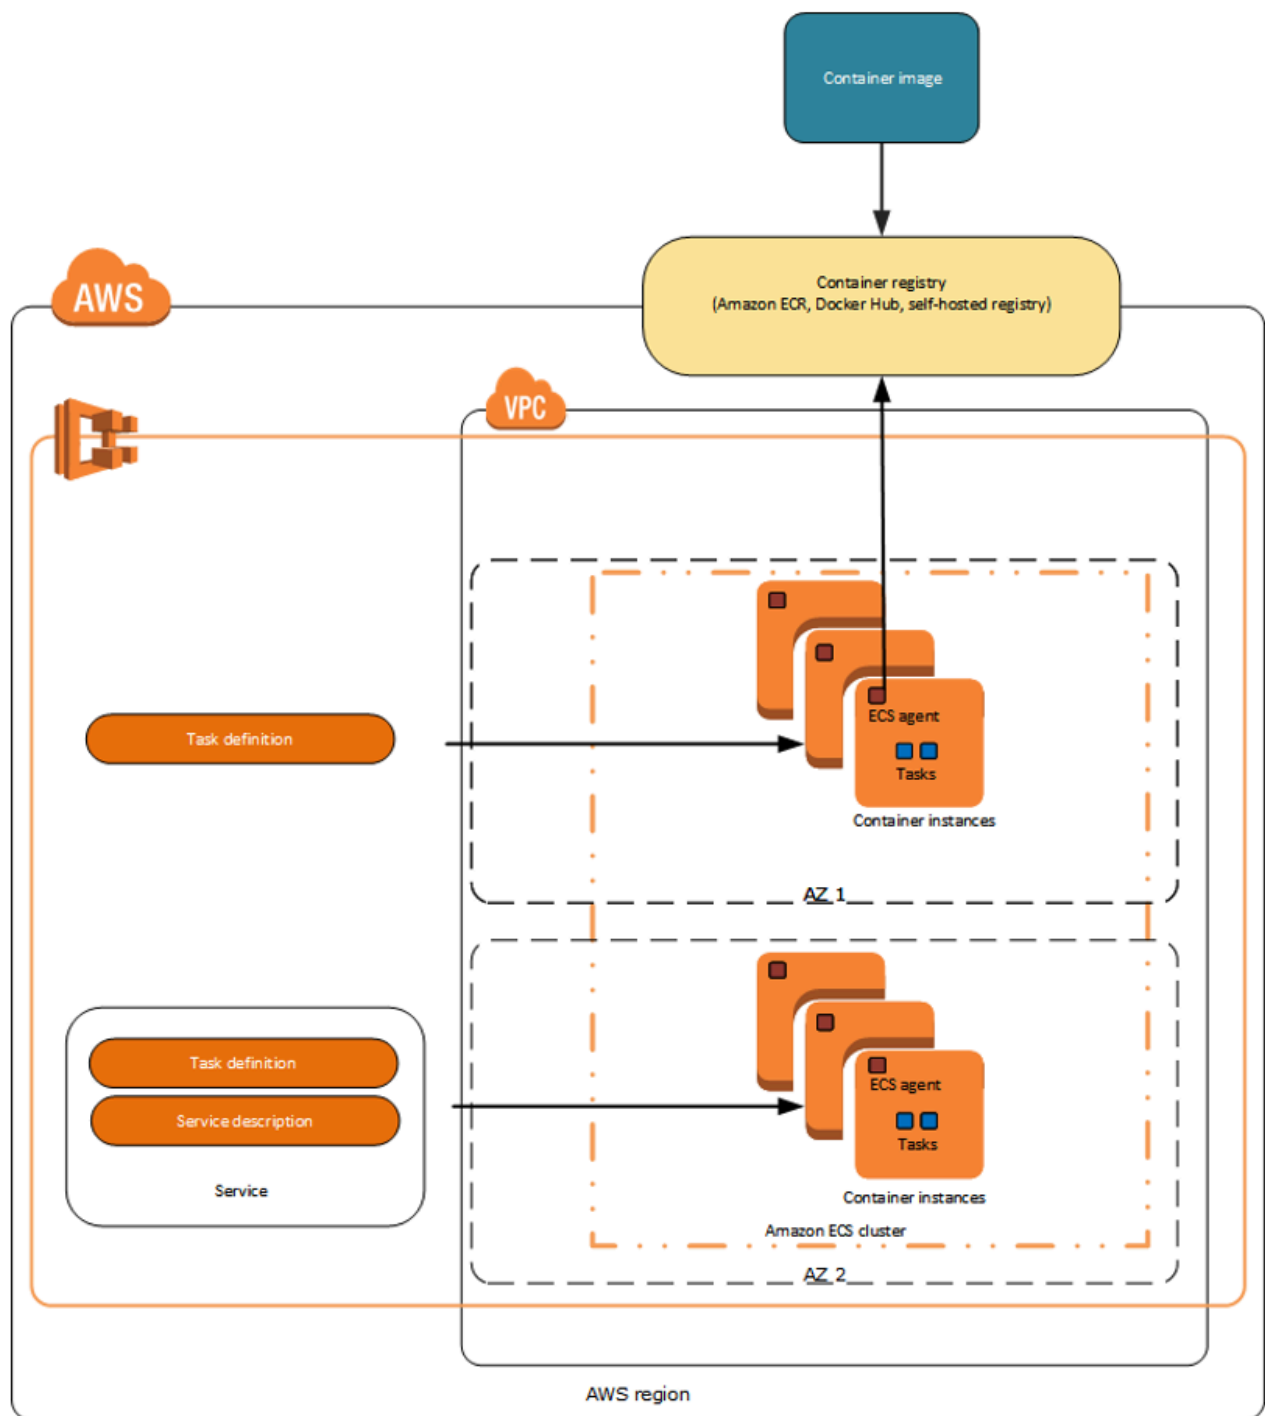 Container image
Container registry
(Amazon ECR, Docker Hub, self-hosted registry)
AWS
VPC
ECS agent
Task definition
Tasks
Container instances
AZ 1
Task definition
ECS agent
Service description
Tasks
Service
Container instances
Amazon ECS cluster
AZ 2
AWS region